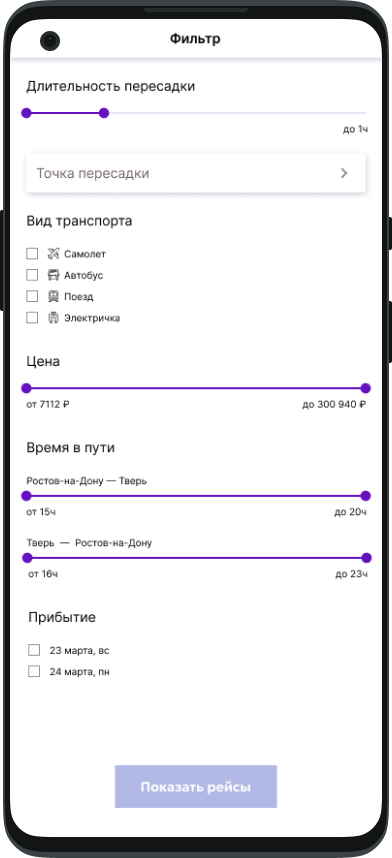 Фильтр
Длительность пересадки
до 1ч
Точка пересадки
Вид транспорта
Самолет
Автобус
Поезд
Электричка
Цена
от 7112 ₽ до 300 940 ₽
Время в пути
Ростов-на-Дону — Тверь
от 15ч до 20ч
Тверь — Ростов-на-Дону
от 16ч до 23ч
Прибытие
23 марта, вс
24 марта, пн
Показать рейсы